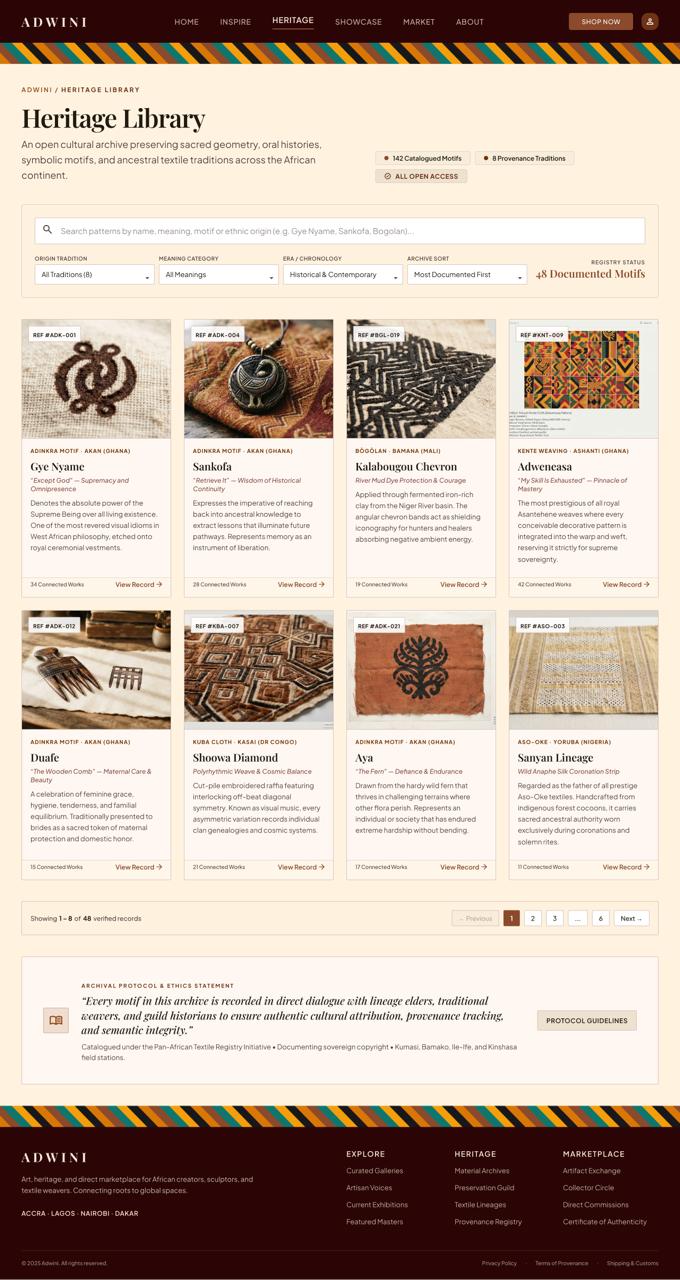 ADWINI
HOME INSPIRE HERITAGE SHOWCASE MARKET ABOUT
SHOP NOW
ADWINI / HERITAGE LIBRARY
Heritage Library
An open cultural archive preserving sacred geometry, oral histories,
symbolic motifs, and ancestral textile traditions across the African
continent.
142 Catalogued Motifs
8 Provenance Traditions
ALL OPEN ACCESS
Search patterns by name, meaning, motif or ethnic origin (e.g. Gye Nyame, Sankofa, Bogolan)...
ORIGIN TRADITION
All Traditions (8)
MEANING CATEGORY
All Meanings
ERA / CHRONOLOGY
Historical & Contemporary
ARCHIVE SORT
Most Documented First
REGISTRY STATUS
48 Documented Motifs
REF #ADK-001
ADINKRA MOTIF · AKAN (GHANA)
Gye Nyame
"Except God" — Supremacy and
Omnipresence
Denotes the absolute power of the
Supreme Being over all living existence.
One of the most revered visual idioms in
West African philosophy, etched onto
royal ceremonial vestments.
34 Connected Works
View Record →
REF #ADK-004
ADINKRA MOTIF · AKAN (GHANA)
Sankofa
"Retrieve It" — Wisdom of Historical
Continuity
Expresses the imperative of reaching
back into ancestral knowledge to
extract lessons that illuminate future
pathways. Represents memory as an
instrument of liberation.
28 Connected Works
View Record →
REF #BGL-019
BÒGÒLAN · BAMANA (MALI)
Kalabougou Chevron
River Mud Dye Protection & Courage
Applied through fermented iron-rich
clay from the Niger River basin. The
angular chevron bands act as shielding
iconography for hunters and healers
absorbing negative ambient energy.
19 Connected Works
View Record →
REF #KNT-009
KENTE WEAVING · ASHANTI (GHANA)
Adweneasa
"My Skill Is Exhausted" — Pinnacle of
Mastery
The most prestigious of all royal
Asantehene weaves where every
conceivable decorative pattern is
integrated into the warp and weft,
reserving it strictly for supreme
sovereignty.
42 Connected Works
View Record →
REF #ADK-012
ADINKRA MOTIF · AKAN (GHANA)
Duafe
"The Wooden Comb" — Maternal Care &
Beauty
A celebration of feminine grace,
hygiene, tenderness, and familial
equilibrium. Traditionally presented to
brides as a sacred token of maternal
protection and domestic honor.
15 Connected Works
View Record →
REF #KBA-007
KUBA CLOTH · KASAI (DR CONGO)
Shoowa Diamond
Polyrhythmic Weave & Cosmic Balance
Cut-pile embroidered raffia featuring
interlocking off-beat diagonal
symmetry. Known as visual music, every
asymmetric variation records individual
clan genealogies and cosmic systems.
21 Connected Works
View Record →
REF #ADK-021
ADINKRA MOTIF · AKAN (GHANA)
Aya
"The Fern" — Defiance & Endurance
Drawn from the hardy wild fern that
thrives in challenging terrains where
other flora perish. Represents an
individual or society that has endured
extreme hardship without bending.
17 Connected Works
View Record →
REF #ASO-003
ASO-OKE · YORUBA (NIGERIA)
Sanyan Lineage
Wild Anaphe Silk Coronation Strip
Regarded as the father of all prestige
Aso-Oke textiles. Handcrafted from
indigenous forest cocoons, it carries
sacred ancestral authority worn
exclusively during coronations and
solemn rites.
11 Connected Works
View Record →
Showing 1 – 8 of 48 verified records
← Previous 1 2 3 ... 6 Next →
ARCHIVAL PROTOCOL & ETHICS STATEMENT
"Every motif in this archive is recorded in direct dialogue with lineage elders, traditional
weavers, and guild historians to ensure authentic cultural attribution, provenance tracking,
and semantic integrity."
Catalogued under the Pan-African Textile Registry Initiative • Documenting sovereign copyright • Kumasi, Bamako, Ile-Ife, and Kinshasa
field stations.
PROTOCOL GUIDELINES
ADWINI
Art, heritage, and direct marketplace for African creators, sculptors, and
textile weavers. Connecting roots to global spaces.
ACCRA · LAGOS · NAIROBI · DAKAR
EXPLORE
Curated Galleries
Artisan Voices
Current Exhibitions
Featured Masters
HERITAGE
Material Archives
Preservation Guild
Textile Lineages
Provenance Registry
MARKETPLACE
Artifact Exchange
Collector Circle
Direct Commissions
Certificate of Authenticity
© 2025 Adwini. All rights reserved.
Privacy Policy · Terms of Provenance · Shipping & Customs